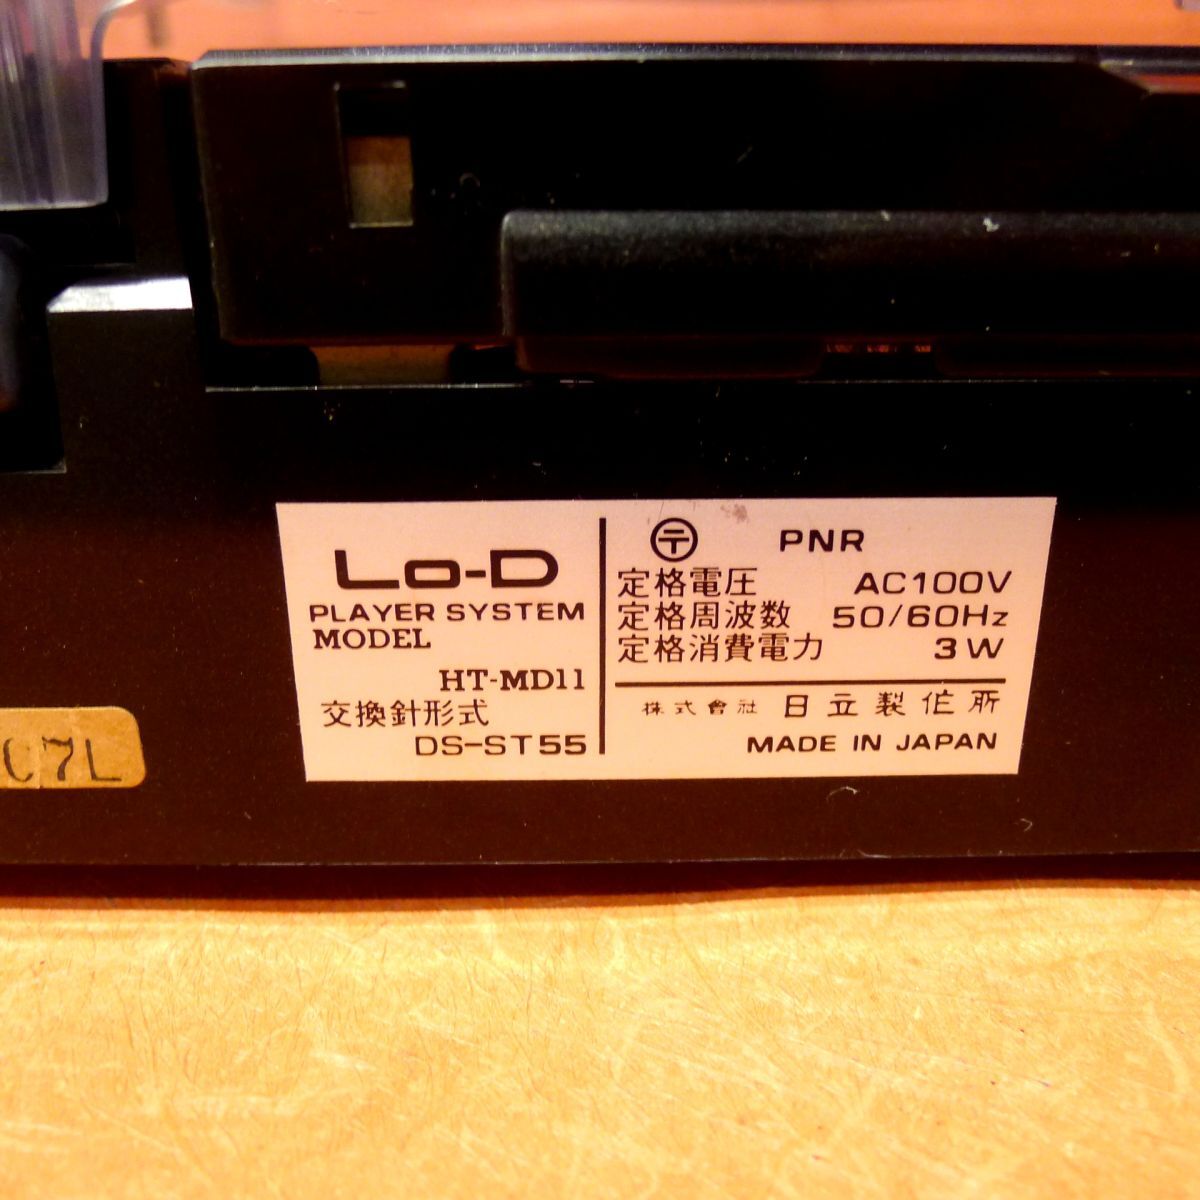 Lo-D
PLAYER SYSTEM
MODEL
HT-MD11
交換針形式
DS-ST55
〒 PNR
定格電圧 AC100V
定格周波数 50/60Hz
定格消費電力 3W
株式會社 日立製作所
MADE IN JAPAN
C7L